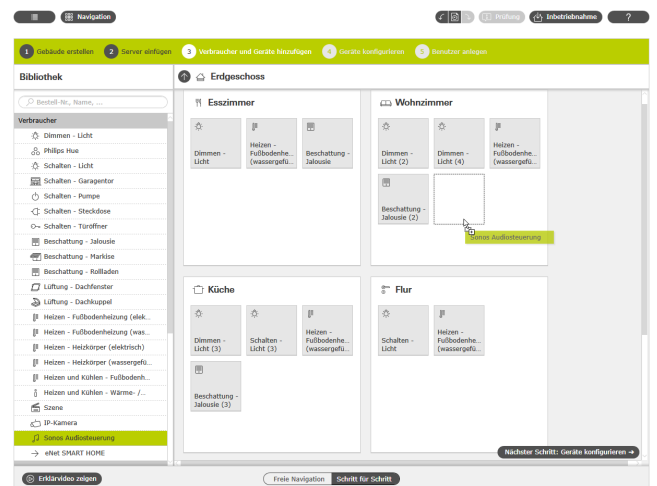 Navigation
Prüfung
Inbetriebnahme
?
1 Gebäude erstellen
2 Server einfügen
3 Verbraucher und Geräte hinzufügen
4 Geräte konfigurieren
5 Benutzer anlegen
Bibliothek
Erdgeschoss
Bestell-Nr., Name, ....
Verbraucher
Dimmen - Licht
Philips Hue
Schalten - Licht
Schalten - Garagentor
Schalten - Pumpe
Schalten - Steckdose
Schalten - Türöffner
Beschattung - Jalousie
Beschattung - Markise
Beschattung - Rollladen
Lüftung - Dachfenster
Lüftung - Dachkuppel
Heizen - Fußbodenheizung (elek...
Heizen - Fußbodenheizung (was...
Heizen - Heizkörper (elektrisch)
Heizen - Heizkörper (wassergefü...
Heizen und Kühlen - Fußbodenh...
Heizen und Kühlen - Wärme- /...
Szene
IP-Kamera
Sonos Audiosteuerung
eNet SMART HOME
Esszimmer
Dimmen -
Licht
Heizen -
Fußbodenhe...
(wassergefü...
Beschattung -
Jalousie
Wohnzimmer
Dimmen -
Licht (2)
Dimmen -
Licht (4)
Heizen -
Fußbodenhe...
(wassergefü...
Beschattung -
Jalousie (2)
Sonos Audiosteuerung
Küche
Dimmen -
Licht (3)
Schalten -
Licht (3)
Heizen -
Fußbodenhe...
(wassergefü...
Beschattung -
Jalousie (3)
Flur
Schalten -
Licht
Heizen -
Fußbodenhe...
(wassergefü...
Nächster Schritt: Geräte konfigurieren
Erklärvideo zeigen
Freie Navigation
Schritt für Schritt